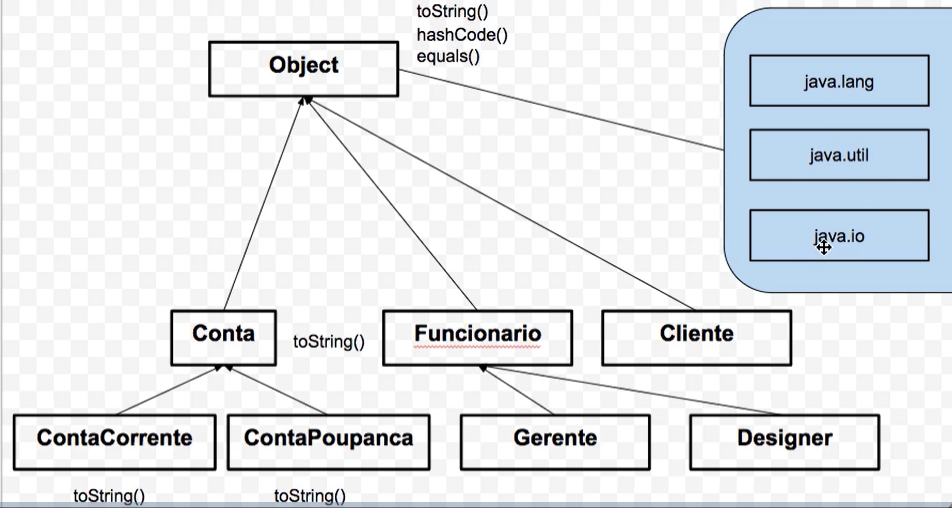 toString()
hashCode()
equals()
Object
java.lang
java.util
java.io
Conta
toString()
Funcionario
Cliente
ContaCorrente
ContaPoupanca
Gerente
Designer
toString()
toString()